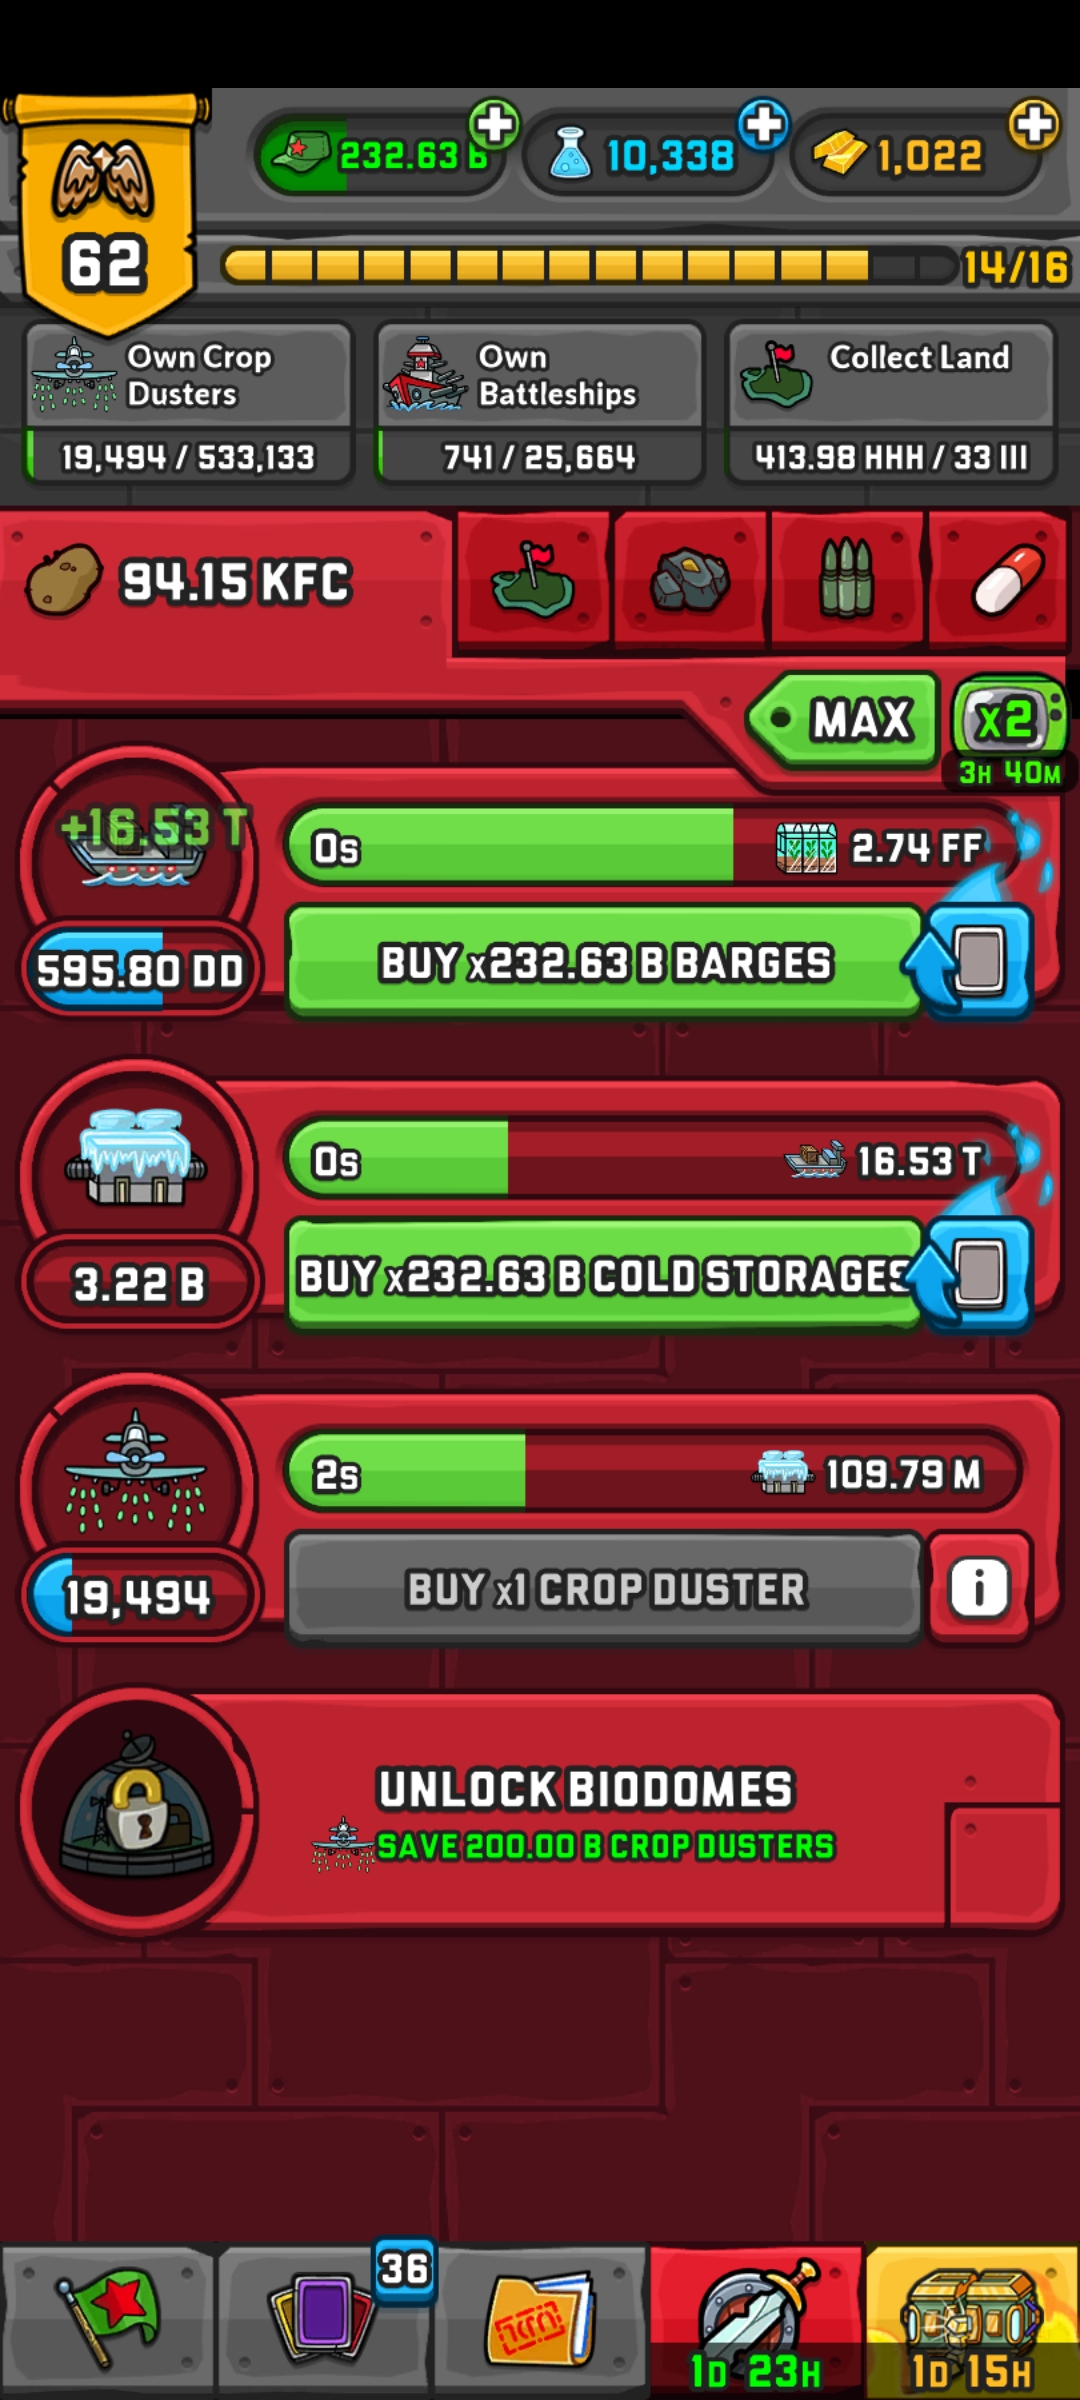 232.63 B
10,338
1,022
62
14/16
Own Crop Dusters
19,494 / 533,133
Own Battleships
741 / 25,664
Collect Land
413.98 HHH / 33 III
94.15 KFC
MAX
x2
3H 40M
+16.53 T
0s
2.74 FF
595.80 DD
BUY x232.63 B BARGES
0s
16.53 T
3.22 B
BUY x232.63 B COLD STORAGES
2s
109.79 M
19,494
BUY x1 CROP DUSTER
i
UNLOCK BIODOMES
SAVE 200.00 B CROP DUSTERS
36
1D 23H
1D 15H